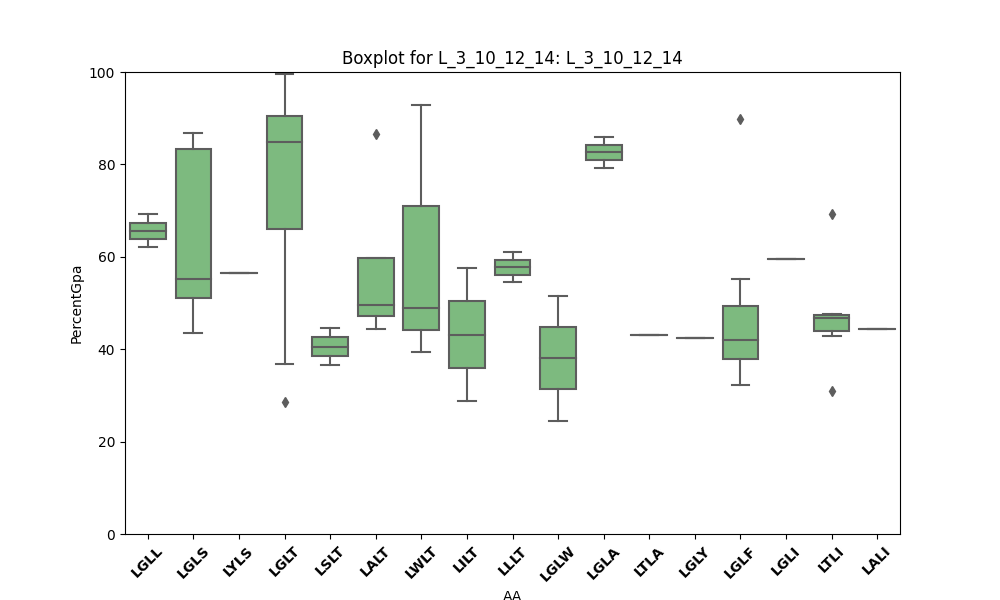 Boxplot for L_3_10_12_14: L_3_10_12_14
100
80
60
40
20
0
PercentGpa
LGLL LGLS LYLS LGLT LSLT LALT LWLT LILT LLLT LGLW LGLA LTLA LGLY LGLF LGLI LTLI LALI
AA